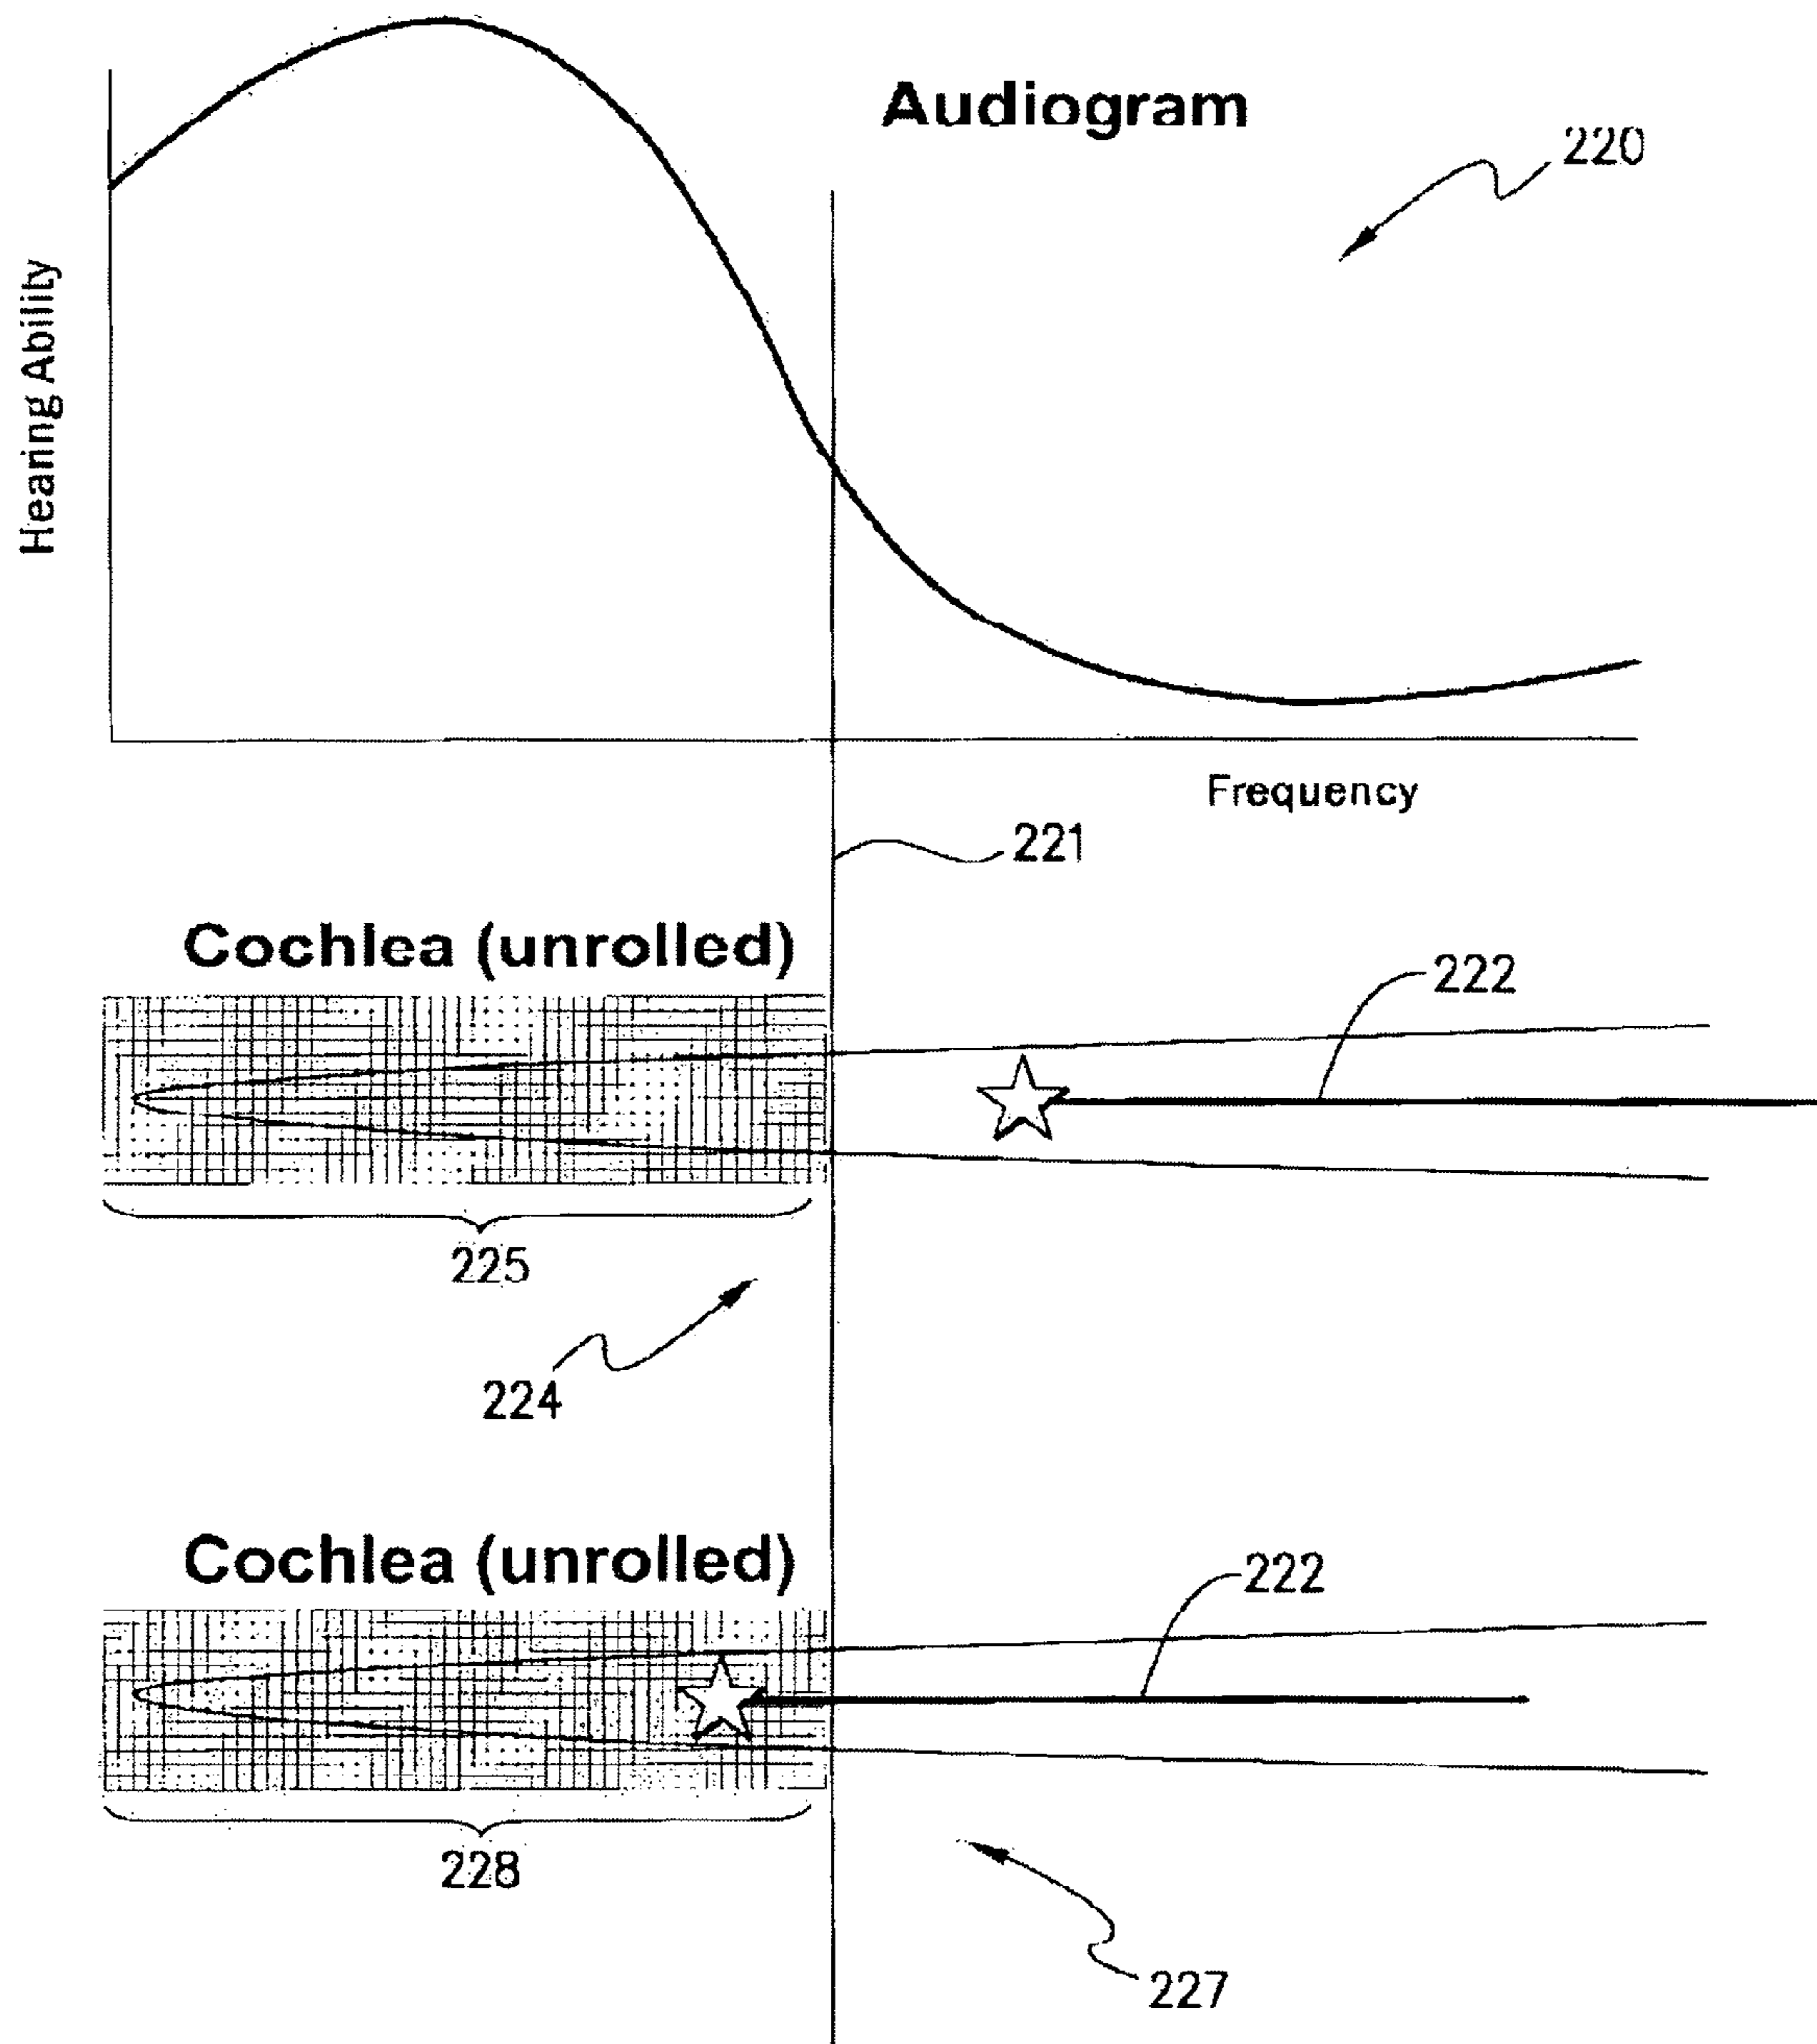 Audiogram
220
Hearing Ability
Frequency
221
Cochlea (unrolled)
222
225
224
Cochlea (unrolled)
222
228
227